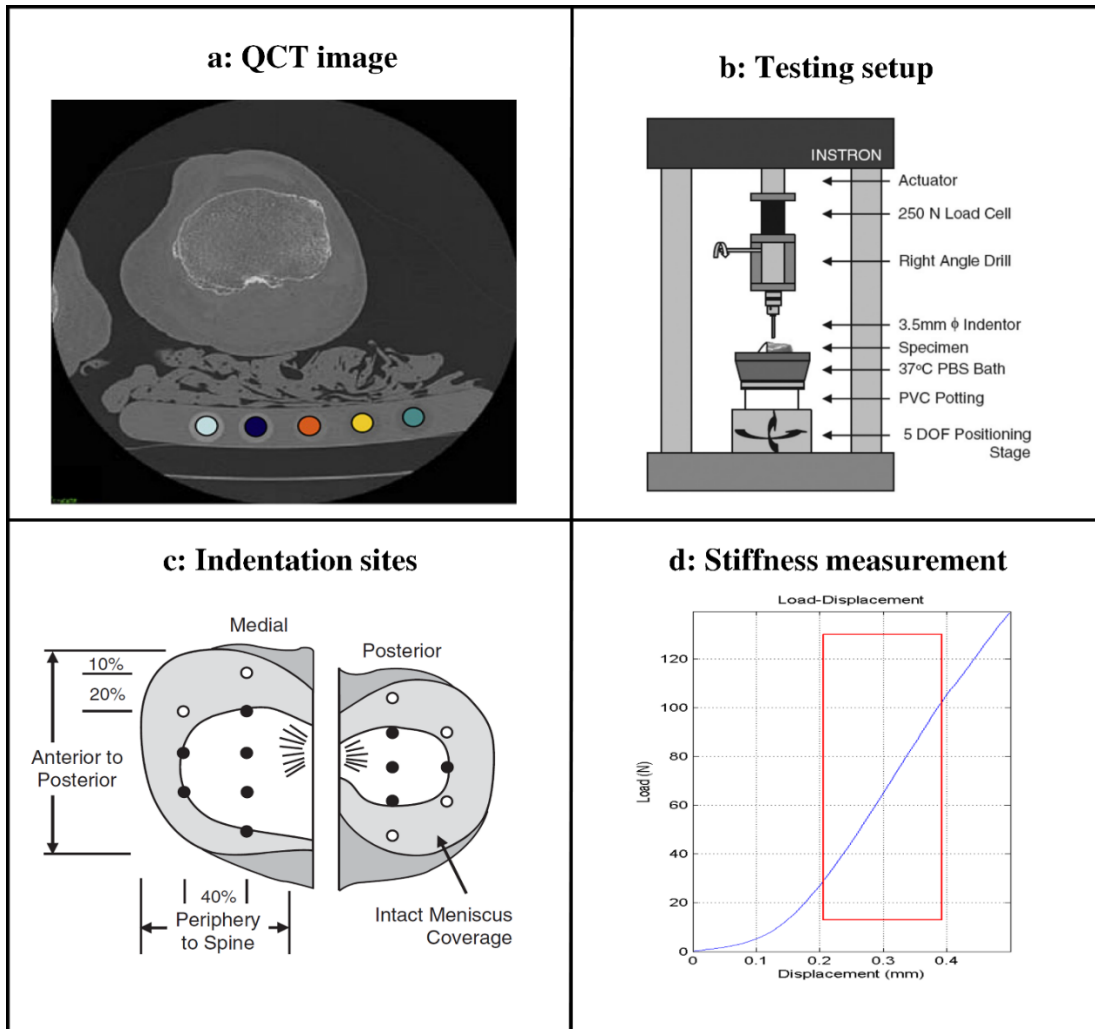 a: QCT image
b: Testing setup
INSTRON
Actuator
250 N Load Cell
Right Angle Drill
3.5mm ϕ Indentor
Specimen
37°C PBS Bath
PVC Potting
5 DOF Positioning
Stage
c: Indentation sites
Medial
Posterior
10%
20%
Anterior to
Posterior
40%
Periphery
to Spine
Intact Meniscus
Coverage
d: Stiffness measurement
Load-Displacement
120
100
80
60
40
20
0
Load (N)
0 0.1 0.2 0.3 0.4
Displacement (mm)